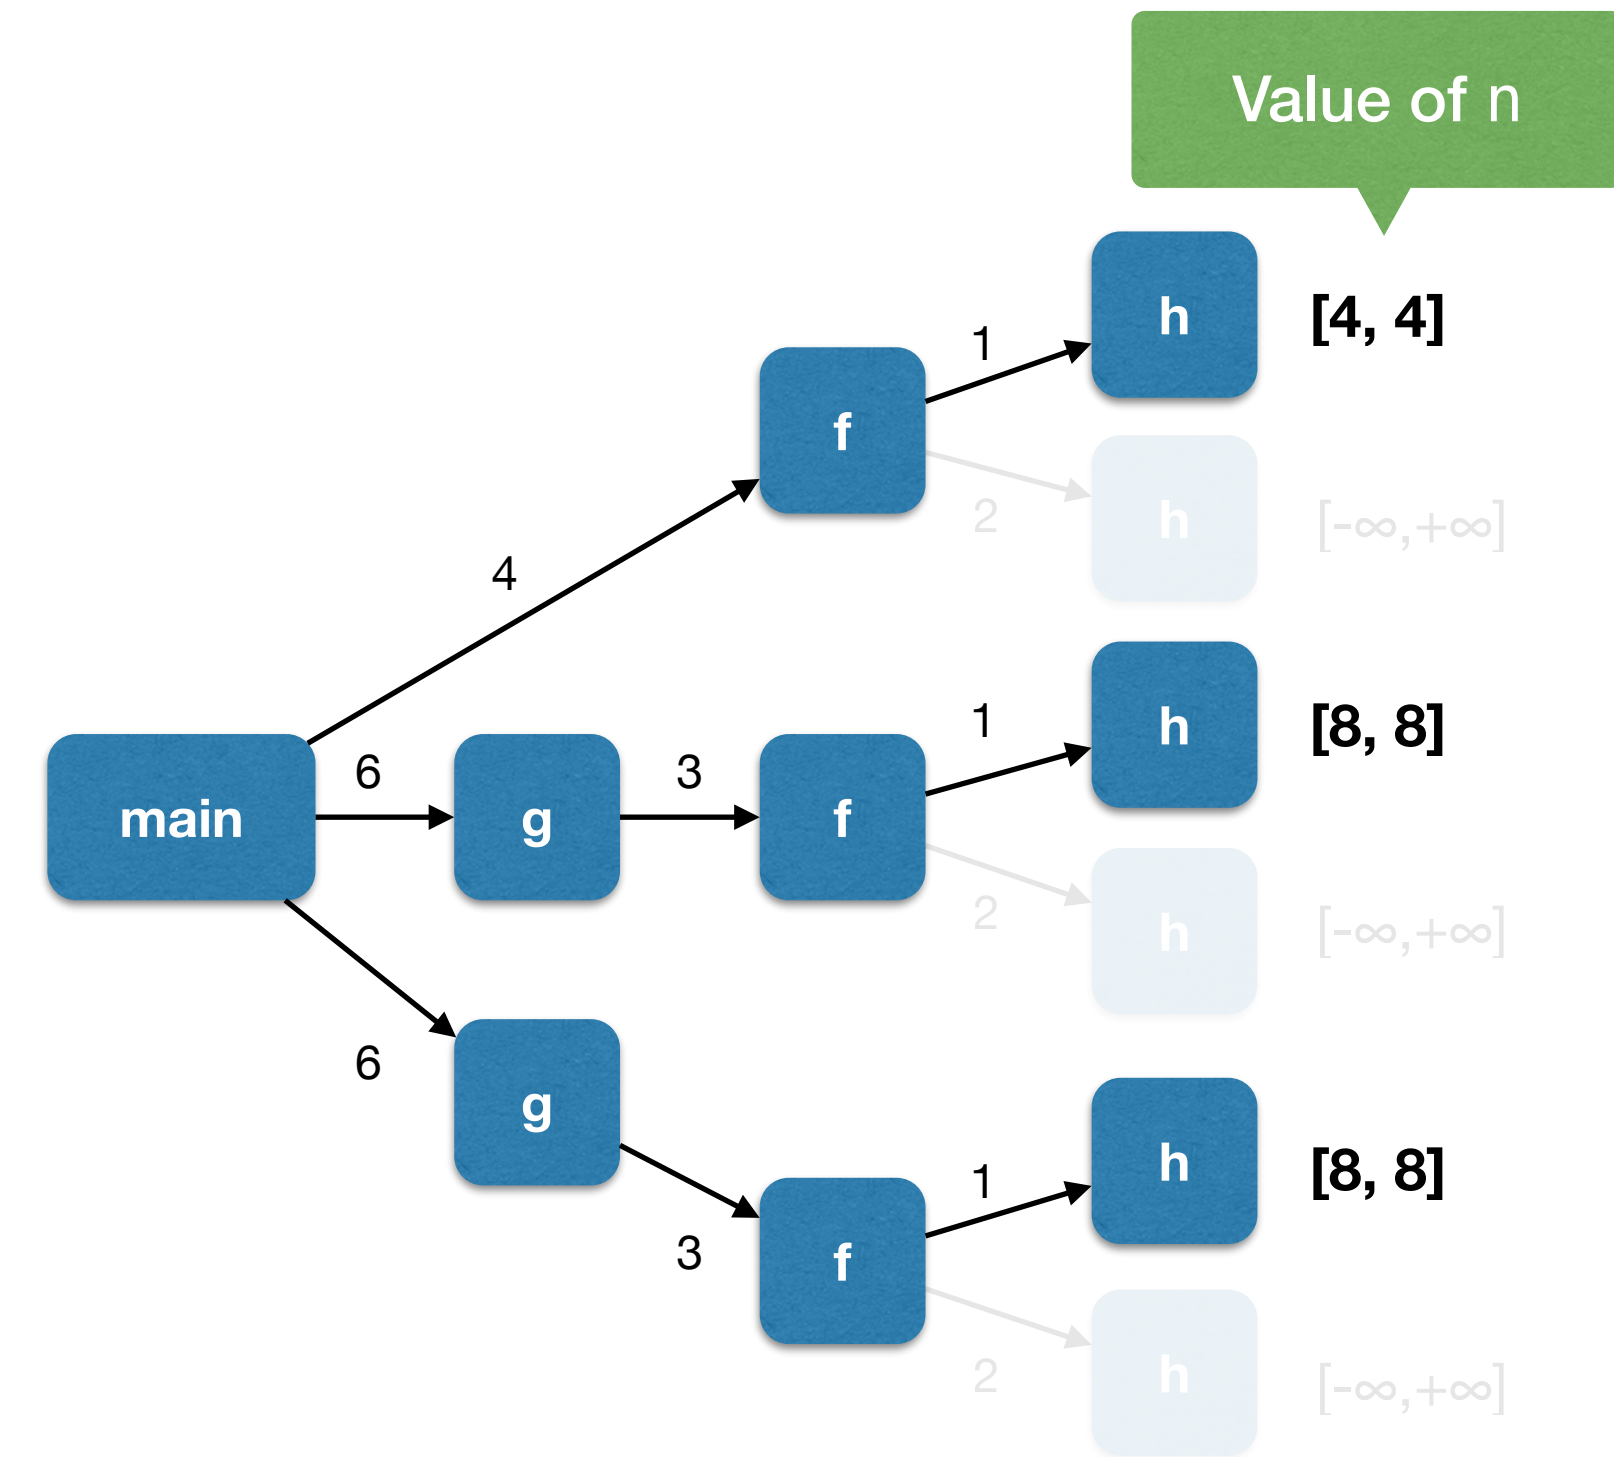 Value of n
h
[4, 4]
1
f
2
h
[-∞,+∞]
4
h
[8, 8]
1
main
6
g
3
f
2
h
[-∞,+∞]
6
g
3
f
1
h
[8, 8]
2
h
[-∞,+∞]